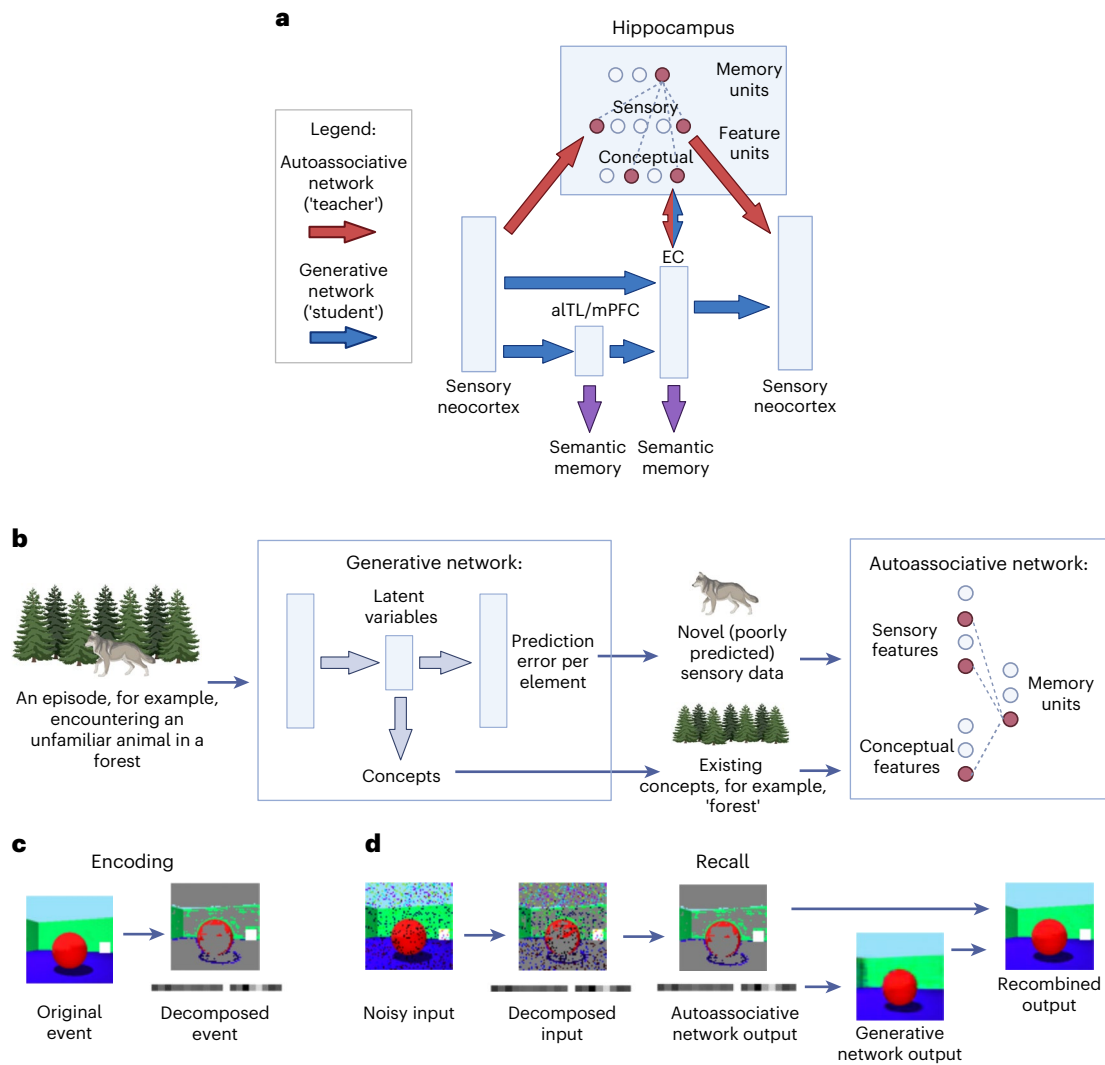 a
Hippocampus
Memory
units
Sensory
Feature
units
Conceptual
Legend:
Autoassociative
network
('teacher')
Generative
network
('student')
EC
alTL/mPFC
Sensory
neocortex
Sensory
neocortex
Semantic
memory
Semantic
memory
b
An episode, for example,
encountering an
unfamiliar animal in a
forest
Generative network:
Latent
variables
Prediction
error per
element
Concepts
Novel (poorly
predicted)
sensory data
Existing
concepts, for example,
'forest'
Autoassociative network:
Sensory
features
Memory
units
Conceptual
features
c
Encoding
Original
event
Decomposed
event
d
Recall
Noisy input
Decomposed
input
Autoassociative
network output
Generative
network output
Recombined
output